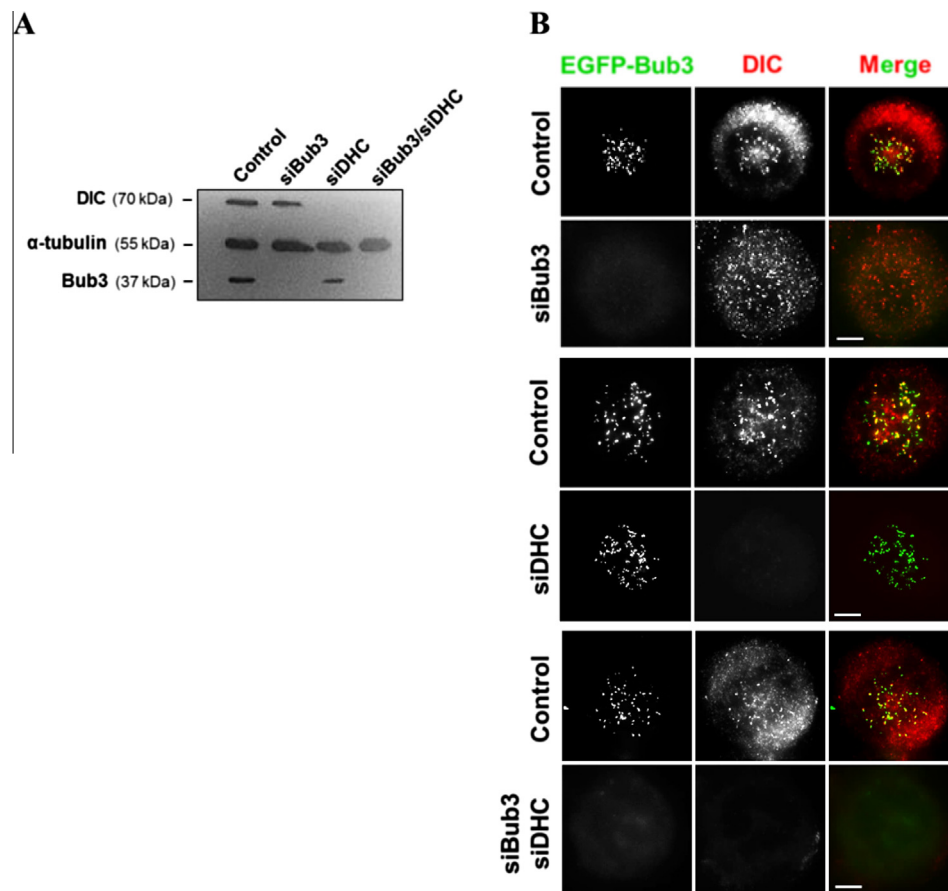 A
Control
siBub3
siDHC
siBub3/siDHC
DIC (70 kDa)
α-tubulin (55 kDa)
Bub3 (37 kDa)
B
EGFP-Bub3 DIC Merge
Control
siBub3
Control
siDHC
Control
siBub3
siDHC